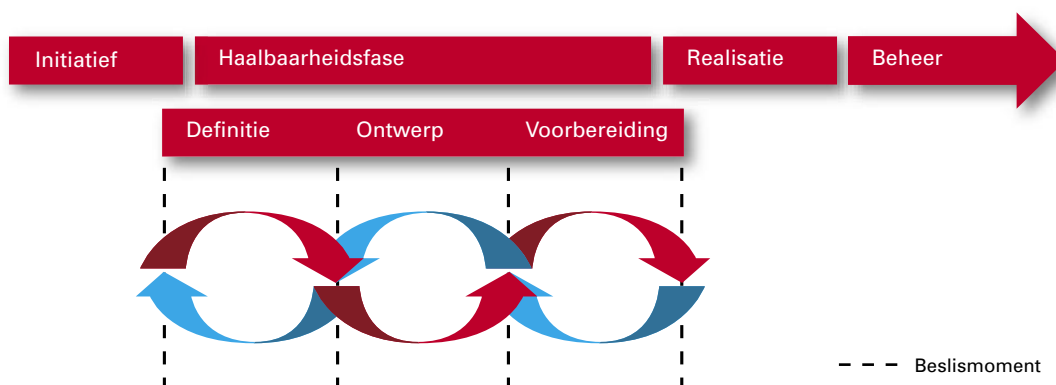 Initiatief
Haalbaarheidsfase
Realisatie
Beheer
Definitie
Ontwerp
Voorbereiding
Beslismoment